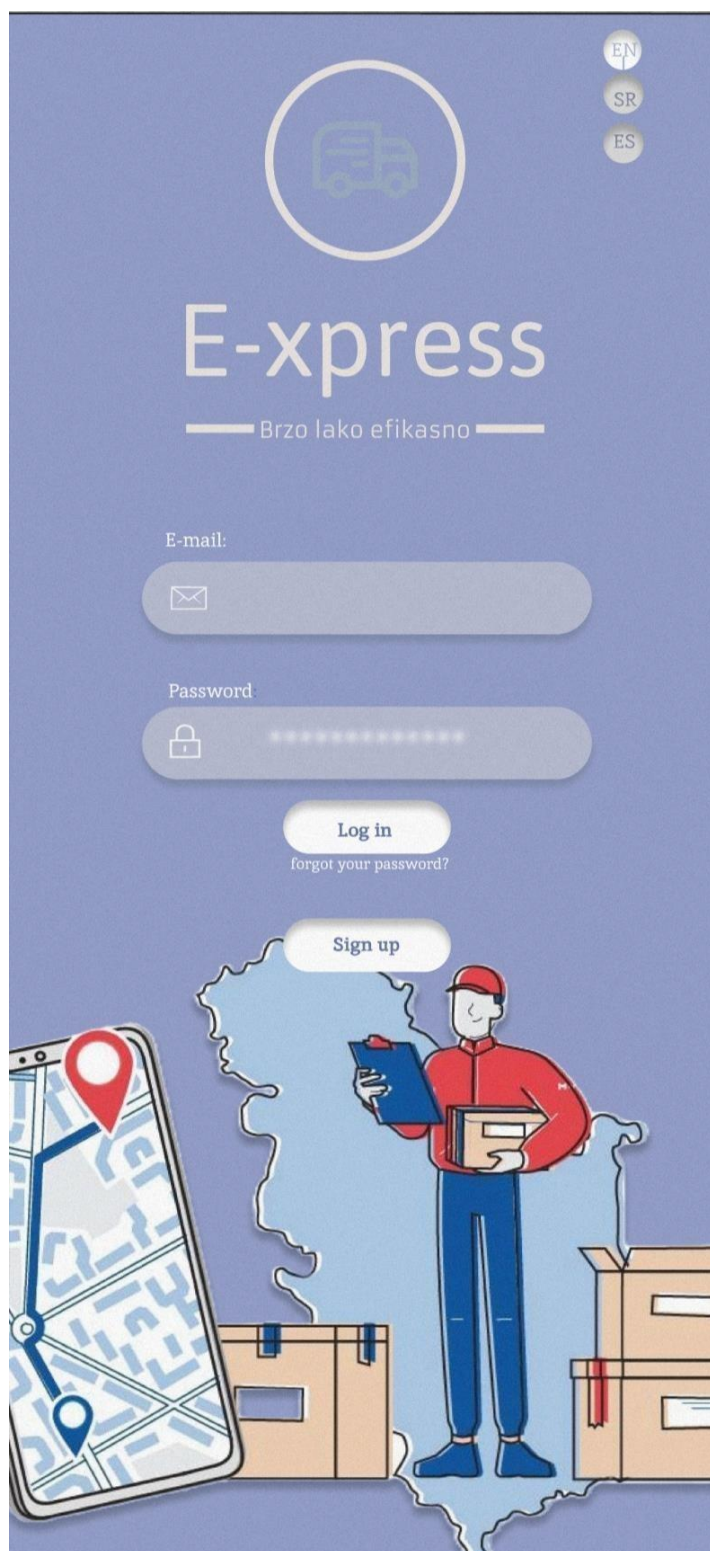 EN
SR
ES
E-xpress
Brzo lako efikasno
E-mail:
Password:
*************
Log in
forgot your password?
Sign up